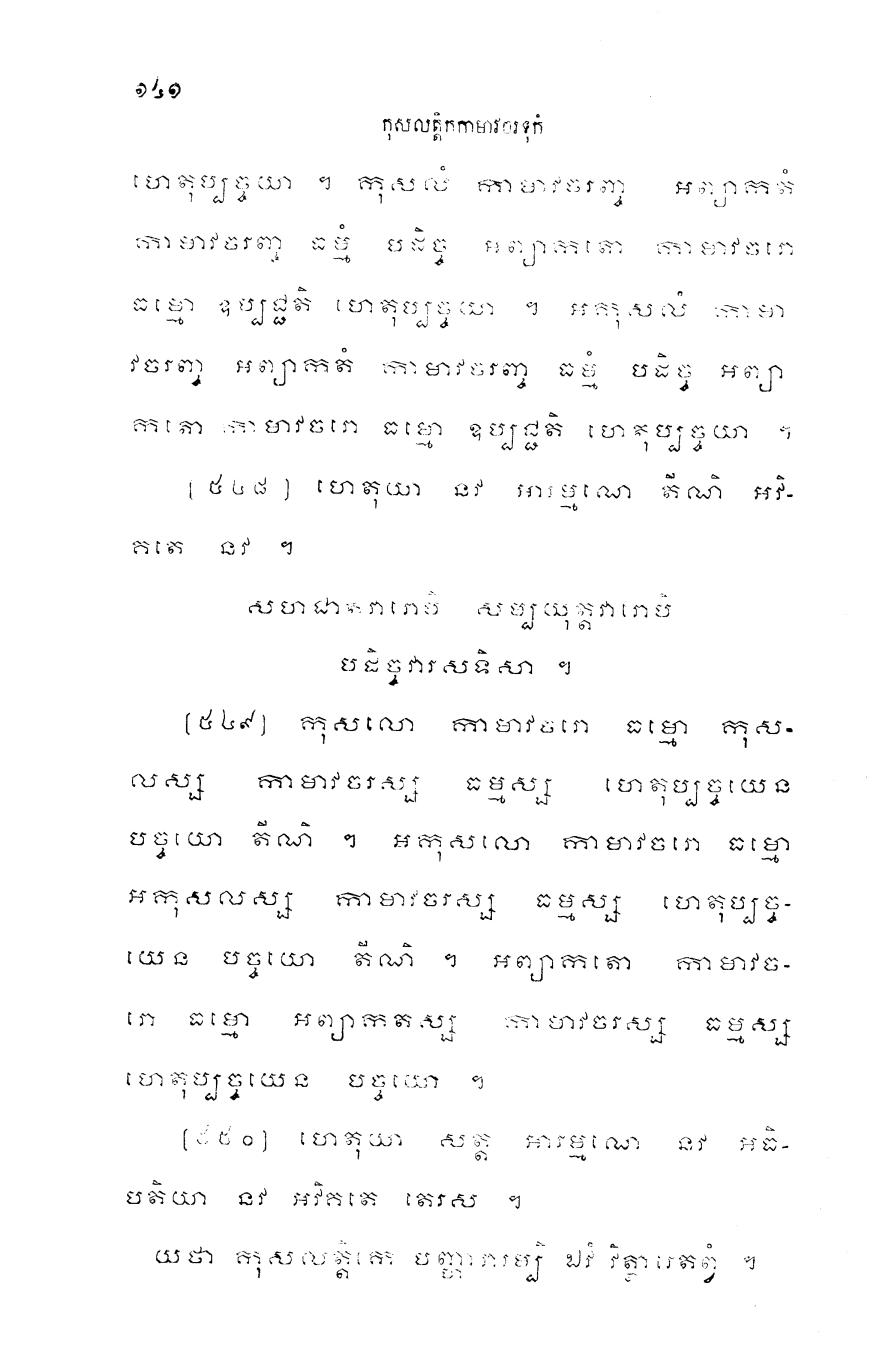 ១៤១
កុសលត្តិកកាមាវចរទុកំ
ហេតុប្បច្ចយា ។ កុសលំ កាមាវចរញ្ច អព្យាកតំ
កាមាវចរញ្ច ធម្មំ បដិច្ច អព្យាកតោ កាមាវចរោ
ធម្មោ ឧប្បជ្ជតិ ហេតុប្បច្ចយា ។ អកុសលំ កាមា
វចរញ្ច អព្យាកតំ កាមាវចរញ្ច ធម្មំ បដិច្ច អព្យា
កតោ កាមាវចរោ ធម្មោ ឧប្បជ្ជតិ ហេតុប្បច្ចយា ។
[៥៤៨] ហេតុយា នវ អារម្មណោ តីណិ អវិ-
កតេ នវ ។
សហជាតវារោបិ សម្បយុត្តវារោបិ
បដិច្ចវារសទិសា ។
[៥៤៩] កុសលោ កាមាវចរោ ធម្មោ កុស-
លស្ស កាមាវចរស្ស ធម្មស្ស ហេតុប្បច្ចយេន
បច្ចយោ តីណិ ។ អកុសលោ កាមាវចរោ ធម្មោ
អកុសលស្ស កាមាវចរស្ស ធម្មស្ស ហេតុប្បច្ច-
យេន បច្ចយោ តីណិ ។ អព្យាកតោ កាមាវច-
រោ ធម្មោ អព្យាកតស្ស កាមាវចរស្ស ធម្មស្ស
ហេតុប្បច្ចយេន បច្ចយោ ។
[៥៥០] ហេតុយា សត្ត អារម្មណោ នវ អធិ-
បតិយា នវ អវិកតេ តេរស ។
យថា កុសលត្តិកេ បញ្ហាវារម្បិ ឯវំ វិត្ថារេតព្វំ ។